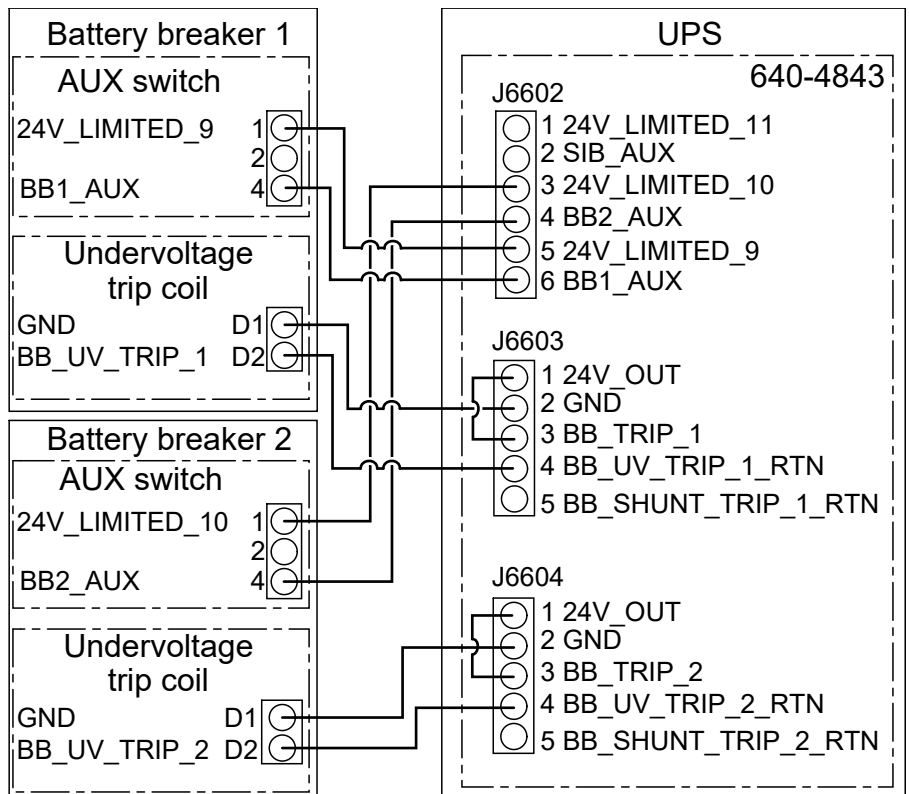 Battery breaker 1
AUX switch
24V_LIMITED_9 1
2
BB1_AUX 4
Undervoltage
trip coil
GND D1
BB_UV_TRIP_1 D2
Battery breaker 2
AUX switch
24V_LIMITED_10 1
2
BB2_AUX 4
Undervoltage
trip coil
GND D1
BB_UV_TRIP_2 D2
UPS
640-4843
J6602
1 24V_LIMITED_11
2 SIB_AUX
3 24V_LIMITED_10
4 BB2_AUX
5 24V_LIMITED_9
6 BB1_AUX
J6603
1 24V_OUT
2 GND
3 BB_TRIP_1
4 BB_UV_TRIP_1_RTN
5 BB_SHUNT_TRIP_1_RTN
J6604
1 24V_OUT
2 GND
3 BB_TRIP_2
4 BB_UV_TRIP_2_RTN
5 BB_SHUNT_TRIP_2_RTN